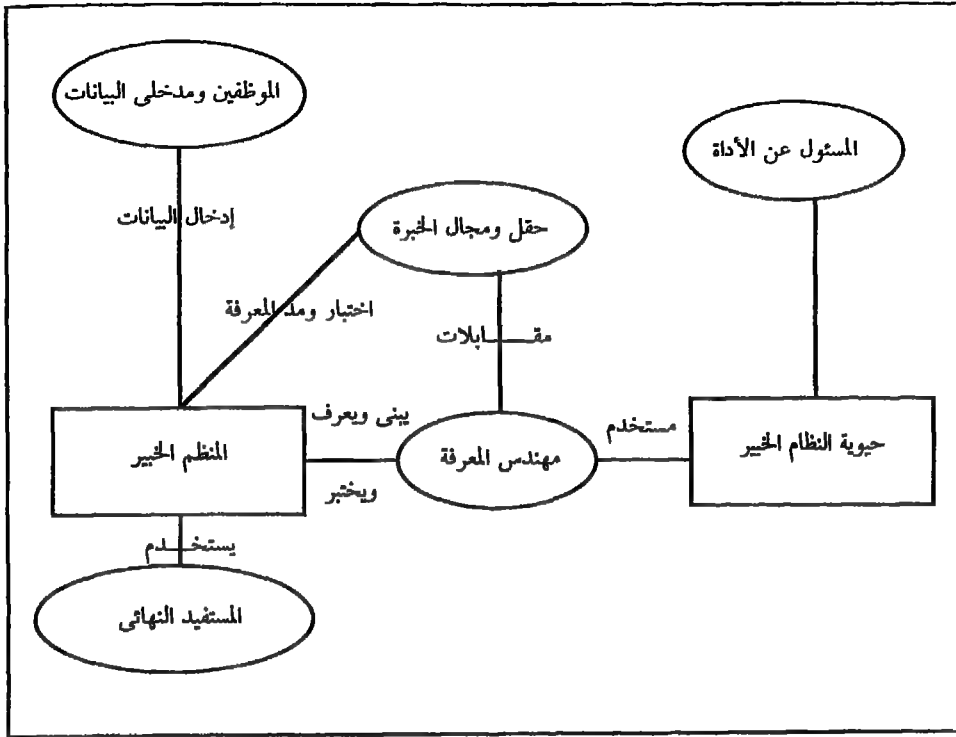 الموظفين ومدخلى البيانات
المسئول عن الأداة
إدخال البيانات
حقل ومجال الخبرة
اختبار ومد المعرفة
مقـــــابلات
يبنى ويعرف
مستخدم
حيوية النظام الخبير
المنظم الخبير
مهندس المعرفة
ويختبر
يستخـــدم
المستفيد النهائى